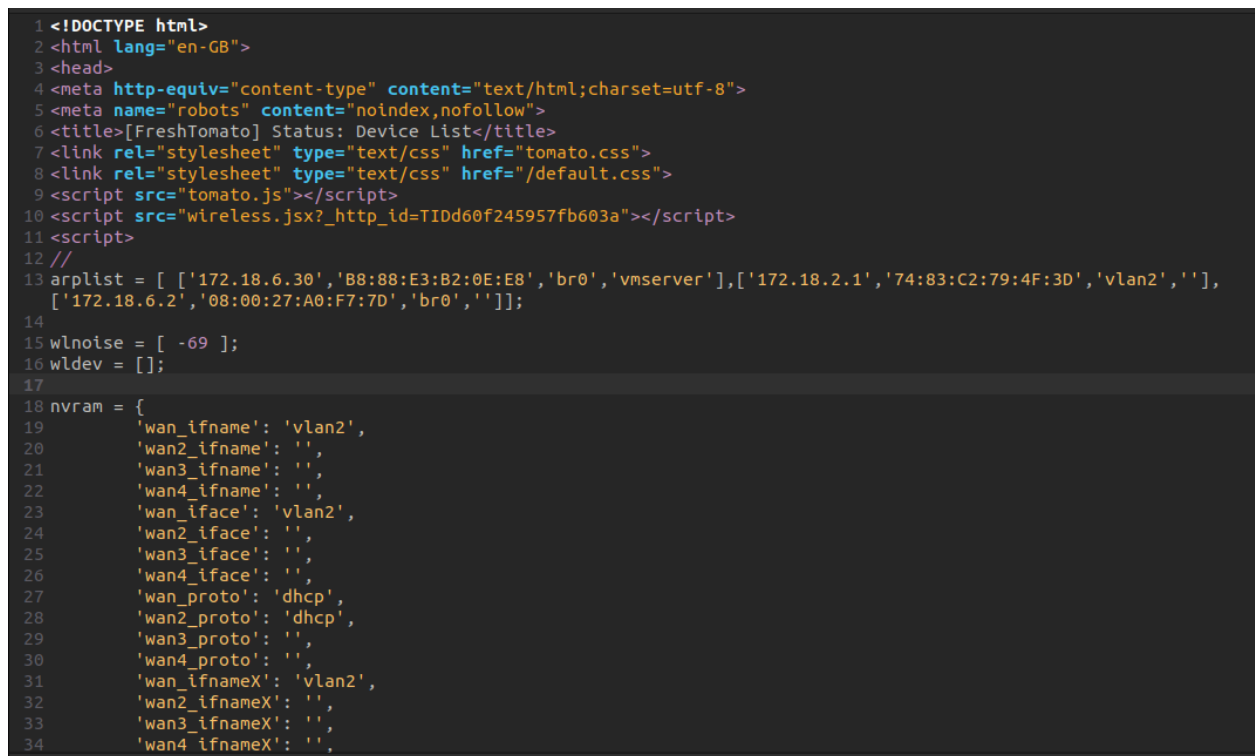 1 <!DOCTYPE html>
2 <html lang="en-GB">
3 <head>
4 <meta http-equiv="content-type" content="text/html;charset=utf-8">
5 <meta name="robots" content="noindex,nofollow">
6 <title>[FreshTomato] Status: Device List</title>
7 <link rel="stylesheet" type="text/css" href="tomato.css">
8 <link rel="stylesheet" type="text/css" href="/default.css">
9 <script src="tomato.js"></script>
10 <script src="wireless.jsx?_http_id=TIDd60f245957fb603a"></script>
11 <script>
12 //
13 arplist = [ ['172.18.6.30','B8:88:E3:B2:0E:E8','br0','vmserver'],['172.18.2.1','74:83:C2:79:4F:3D','vlan2',''],
['172.18.6.2','08:00:27:A0:F7:7D','br0','']];
14
15 wlnoise = [ -69 ];
16 wldev = [];
17
18 nvram = {
19 'wan_ifname': 'vlan2',
20 'wan2_ifname': '',
21 'wan3_ifname': '',
22 'wan4_ifname': '',
23 'wan_iface': 'vlan2',
24 'wan2_iface': '',
25 'wan3_iface': '',
26 'wan4_iface': '',
27 'wan_proto': 'dhcp',
28 'wan2_proto': 'dhcp',
29 'wan3_proto': '',
30 'wan4_proto': '',
31 'wan_ifnameX': 'vlan2',
32 'wan2_ifnameX': '',
33 'wan3_ifnameX': '',
34 'wan4_ifnameX': '',